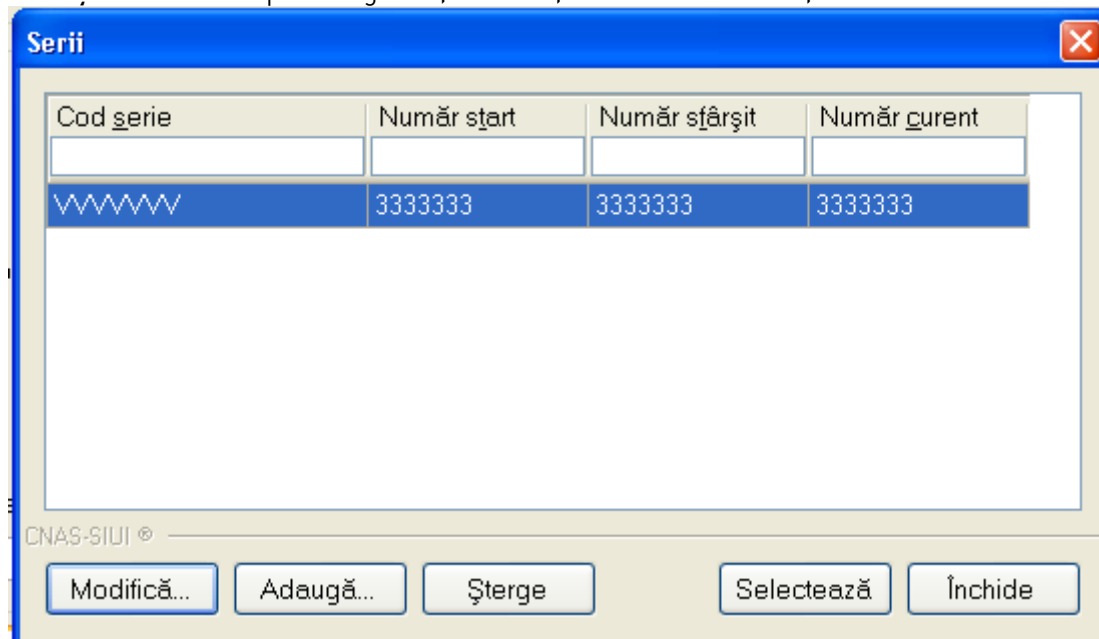 Serii
Cod serie Număr start Număr sfârşit Număr curent
3333333 3333333 3333333
CNAS-SIUI ®
Modifică... Adaugă... Şterge Selectează Închide